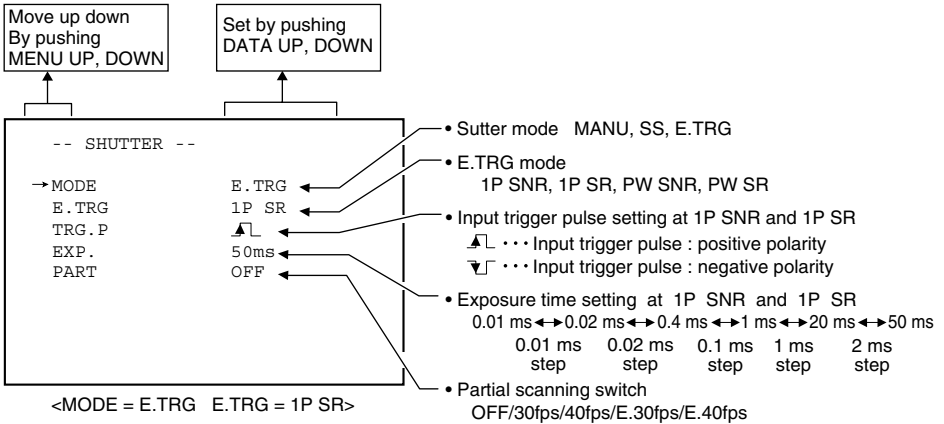 Move up down
By pushing
MENU UP, DOWN
Set by pushing
DATA UP, DOWN
-- SHUTTER --
→MODE E.TRG
E.TRG 1P SR
TRG.P
EXP. 50ms
PART OFF
<MODE = E.TRG E.TRG = 1P SR>
• Sutter mode MANU, SS, E.TRG
• E.TRG mode
1P SNR, 1P SR, PW SNR, PW SR
• Input trigger pulse setting at 1P SNR and 1P SR
··· Input trigger pulse : positive polarity
··· Input trigger pulse : negative polarity
• Exposure time setting at 1P SNR and 1P SR
0.01 ms↔0.02 ms↔0.4 ms↔1 ms↔20 ms↔50 ms
0.01 ms 0.02 ms 0.1 ms 1 ms 2 ms
step step step step step
• Partial scanning switch
OFF/30fps/40fps/E.30fps/E.40fps